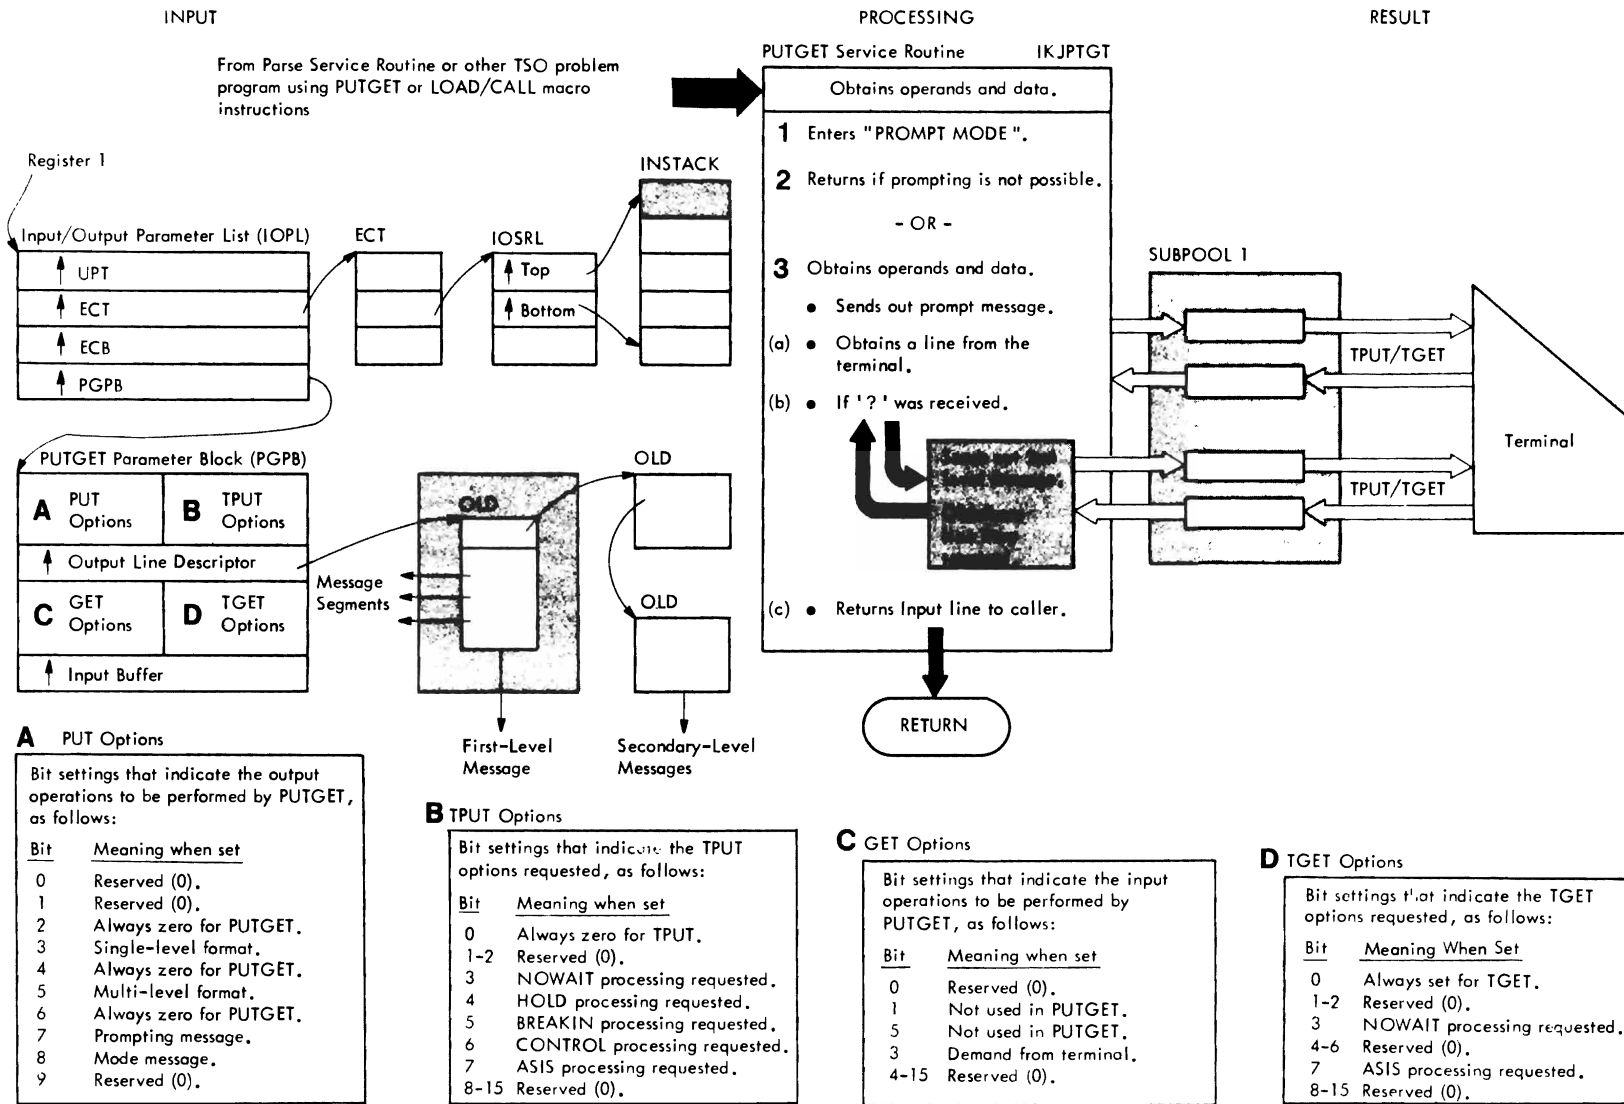 INPUT
PROCESSING
RESULT
From Parse Service Routine or other TSO problem
program using PUTGET or LOAD/CALL macro
instructions
PUTGET Service Routine IKJPTGT
Obtains operands and data.
1 Enters "PROMPT MODE".
2 Returns if prompting is not possible.
- OR -
3 Obtains operands and data.
• Sends out prompt message.
(a) • Obtains a line from the
terminal.
(b) • If '?' was received.
(c) • Returns Input line to caller.
RETURN
Register 1
Input/Output Parameter List (IOPL)
UPT
ECT
ECB
PGPB
ECT
IOSRL
Top
Bottom
INSTACK
SUBPOOL 1
TPUT/TGET
TPUT/TGET
Terminal
PUTGET Parameter Block (PGPB)
A PUT
Options
B TPUT
Options
Output Line Descriptor
C GET
Options
D TGET
Options
Input Buffer
OLD
Message
Segments
OLD
OLD
First-Level
Message
Secondary-Level
Messages
A PUT Options
Bit settings that indicate the output
operations to be performed by PUTGET,
as follows:
Bit Meaning when set
0 Reserved (0).
1 Reserved (0).
2 Always zero for PUTGET.
3 Single-level format.
4 Always zero for PUTGET.
5 Multi-level format.
6 Always zero for PUTGET.
7 Prompting message.
8 Mode message.
9 Reserved (0).
B TPUT Options
Bit settings that indicate the TPUT
options requested, as follows:
Bit Meaning when set
0 Always zero for TPUT.
1-2 Reserved (0).
3 NOWAIT processing requested.
4 HOLD processing requested.
5 BREAKIN processing requested.
6 CONTROL processing requested.
7 ASIS processing requested.
8-15 Reserved (0).
C GET Options
Bit settings that indicate the input
operations to be performed by
PUTGET, as follows:
Bit Meaning when set
0 Reserved (0).
1 Not used in PUTGET.
5 Not used in PUTGET.
3 Demand from terminal.
4-15 Reserved (0).
D TGET Options
Bit settings that indicate the TGET
options requested, as follows:
Bit Meaning When Set
0 Always set for TGET.
1-2 Reserved (0).
3 NOWAIT processing requested.
4-6 Reserved (0).
7 ASIS processing requested.
8-15 Reserved (0).